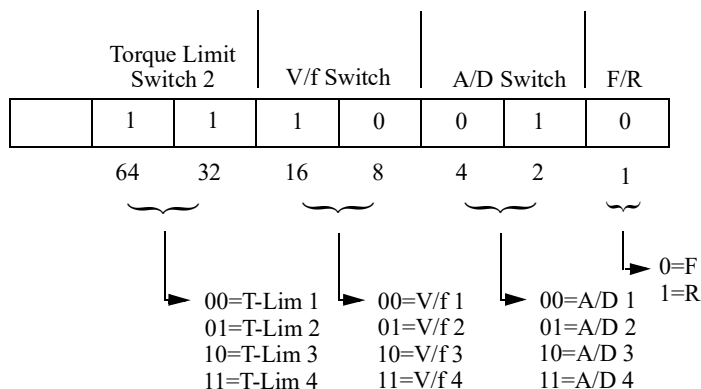 Torque Limit
Switch 2
V/f Switch
A/D Switch
F/R
1 1 1 0 0 1 0
64 32 16 8 4 2 1
0=F
1=R
00=T-Lim 1
01=T-Lim 2
10=T-Lim 3
11=T-Lim 4
00=V/f 1
01=V/f 2
10=V/f 3
11=V/f 4
00=A/D 1
01=A/D 2
10=A/D 3
11=A/D 4